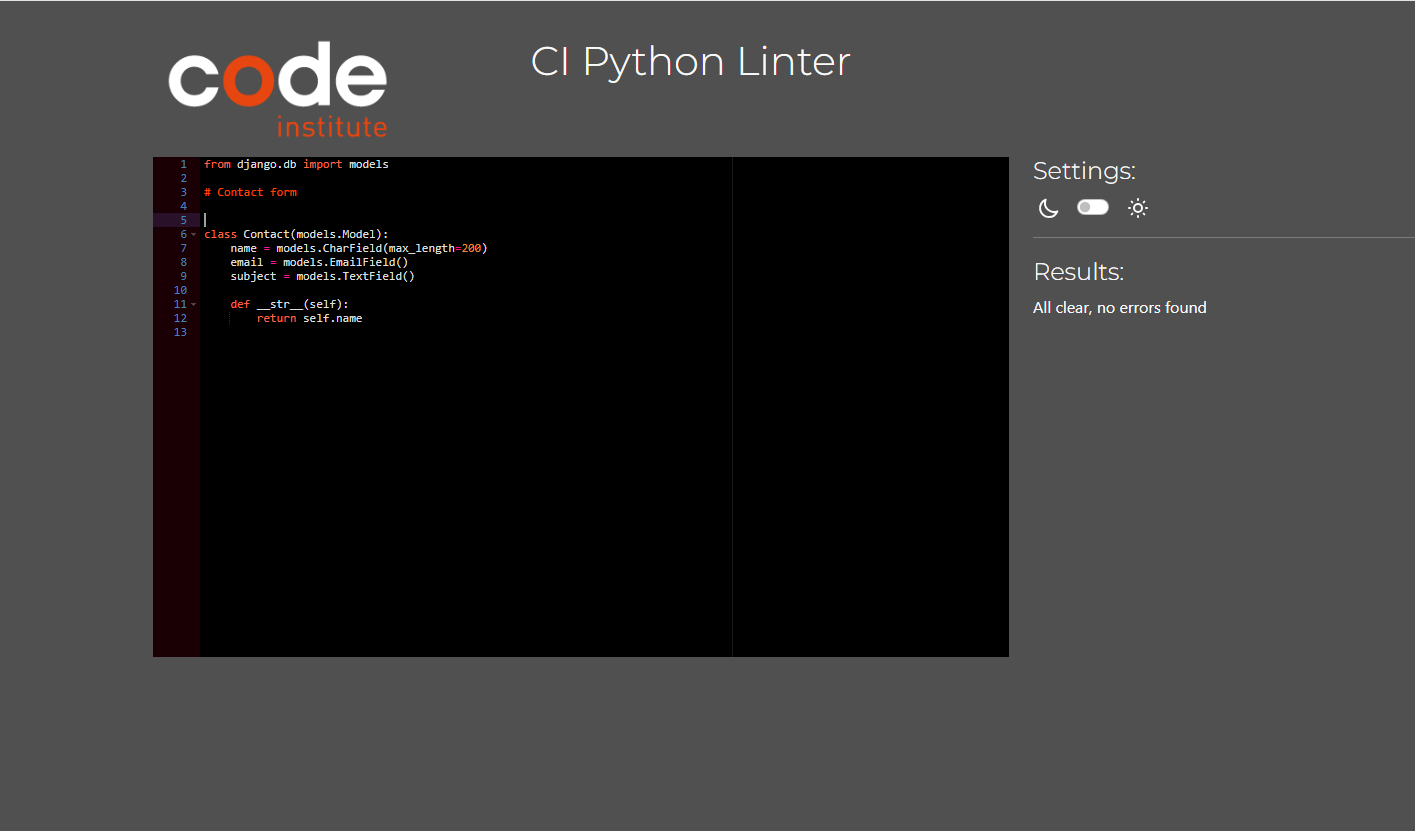 code
institute
CI Python Linter
1 from django.db import models
2
3 # Contact form
4
5
6 class Contact(models.Model):
7     name = models.CharField(max_length=200)
8     email = models.EmailField()
9     subject = models.TextField()
10
11     def __str__(self):
12         return self.name
13
Settings:
Results:
All clear, no errors found